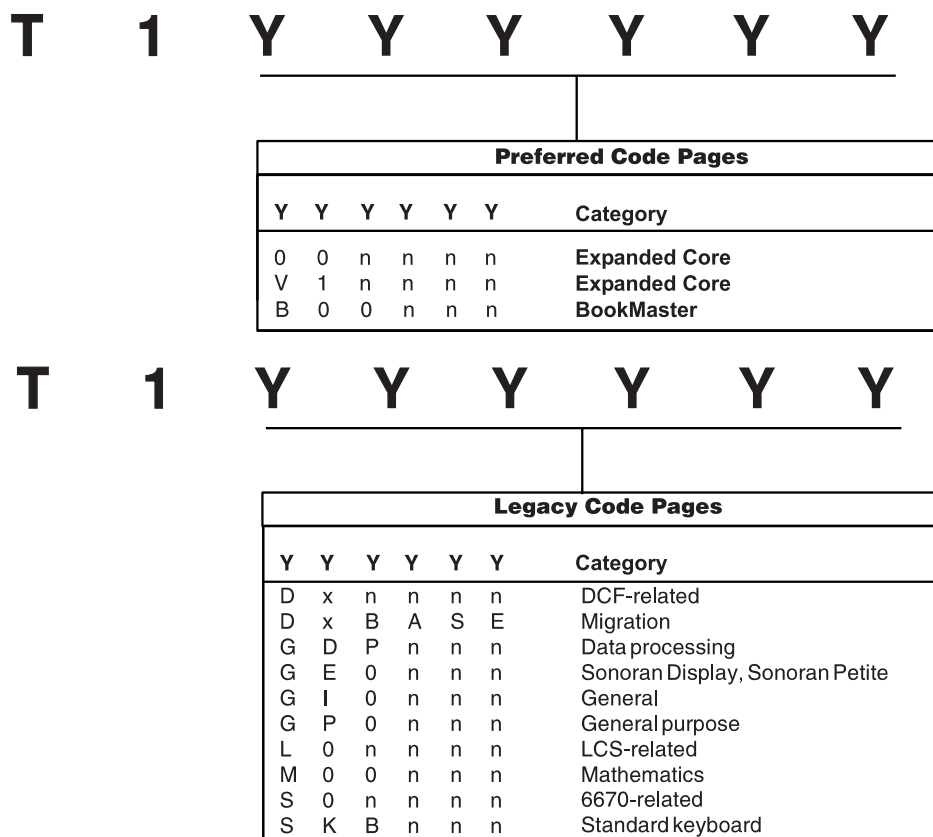 T 1 Y Y Y Y Y Y
Preferred Code Pages
Y Y Y Y Y Y Category
0 0 n n n n Expanded Core
V 1 n n n n Expanded Core
B 0 0 n n n BookMaster
T 1 Y Y Y Y Y Y
Legacy Code Pages
Y Y Y Y Y Y Category
D x n n n n DCF-related
D x B A S E Migration
G D P n n n Data processing
G E 0 n n n Sonoran Display, Sonoran Petite
G I 0 n n n General
G P 0 n n n General purpose
L 0 n n n n LCS-related
M 0 0 n n n Mathematics
S 0 n n n n 6670-related
S K B n n n Standard keyboard